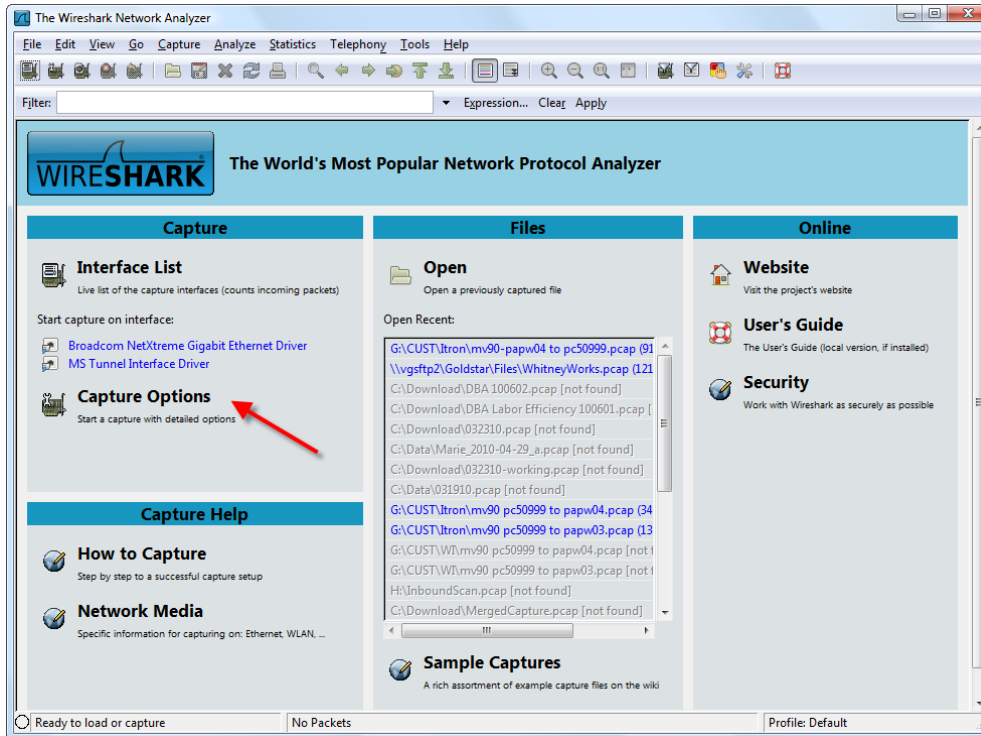 The Wireshark Network Analyzer
File Edit View Go Capture Analyze Statistics Telephony Tools Help
Filter: Expression... Clear Apply
WIRESHARK
The World's Most Popular Network Protocol Analyzer
Capture
Interface List
Live list of the capture interfaces (counts incoming packets)
Start capture on interface:
Broadcom NetXtreme Gigabit Ethernet Driver
MS Tunnel Interface Driver
Capture Options
Start a capture with detailed options
Capture Help
How to Capture
Step by step to a successful capture setup
Network Media
Specific information for capturing on: Ethernet, WLAN, ...
Files
Open
Open a previously captured file
Open Recent:
G:\CUST\Itron\mv90-papw04 to pc50999.pcap (91
\\vgsftp2\Goldstar\Files\WhitneyWorks.pcap (121
C:\Download\DBA 100602.pcap [not found]
C:\Download\DBA Labor Efficiency 100601.pcap [
C:\Download\032310.pcap [not found]
C:\Data\Marie_2010-04-29_a.pcap [not found]
C:\Download\032310-working.pcap [not found]
C:\Data\031910.pcap [not found]
G:\CUST\Itron\mv90 pc50999 to papw04.pcap (34
G:\CUST\Itron\mv90 pc50999 to papw03.pcap (13
G:\CUST\WI\mv90 pc50999 to papw04.pcap [not f
G:\CUST\WI\mv90 pc50999 to papw03.pcap [not f
H:\InboundScan.pcap [not found]
C:\Download\MergedCapture.pcap [not found]
Sample Captures
A rich assortment of example capture files on the wiki
Online
Website
Visit the project's website
User's Guide
The User's Guide (local version, if installed)
Security
Work with Wireshark as securely as possible
Ready to load or capture
No Packets
Profile: Default